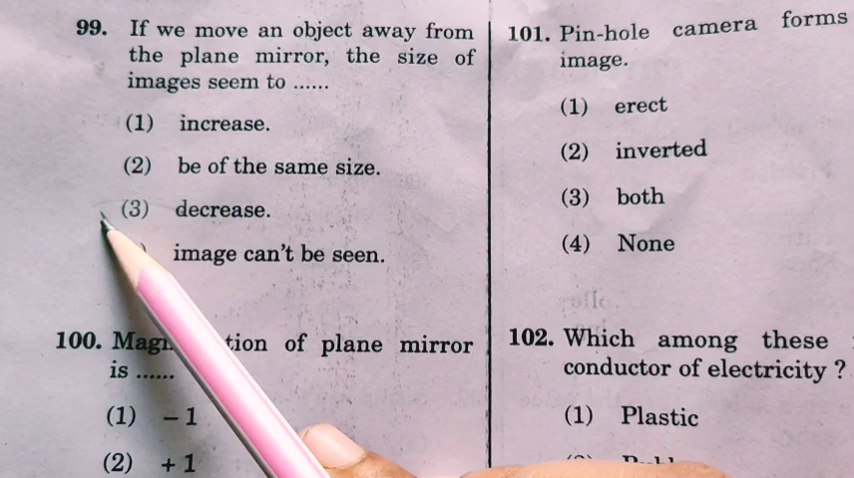 99. If we move an object away from
the plane mirror, the size of
images seem to ......
(1) increase.
(2) be of the same size.
(3) decrease.
image can't be seen.
100. tion of plane mirror
is ......
(1) – 1
(2) + 1
101. Pin-hole camera forms
image.
(1) erect
(2) inverted
(3) both
(4) None
102. Which among these
conductor of electricity ?
(1) Plastic